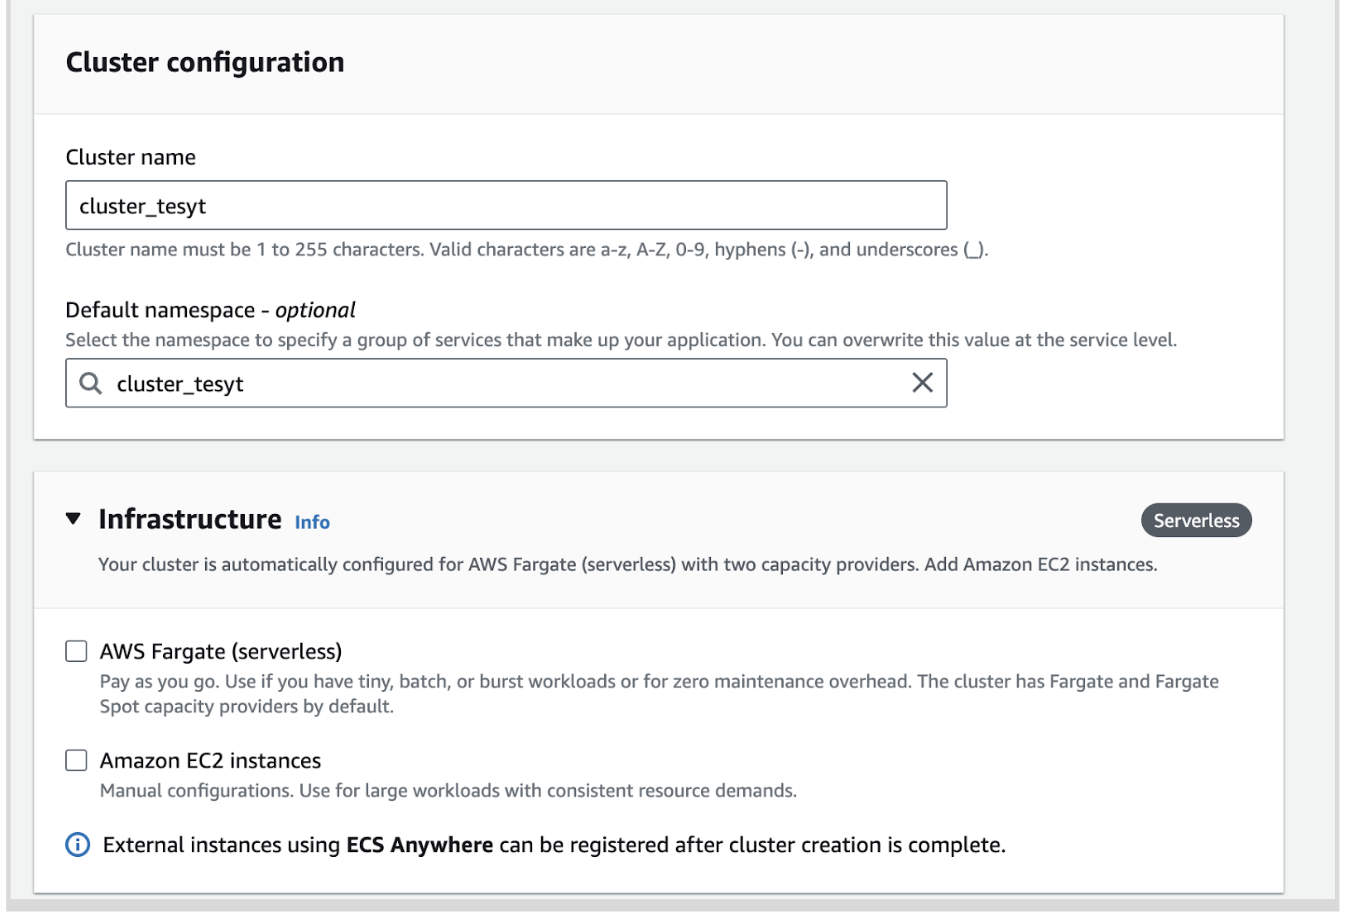 Cluster configuration
Cluster name
cluster_tesyt
Cluster name must be 1 to 255 characters. Valid characters are a-z, A-Z, 0-9, hyphens (-), and underscores (_).
Default namespace - optional
Select the namespace to specify a group of services that make up your application. You can overwrite this value at the service level.
cluster_tesyt
Infrastructure Info
Serverless
Your cluster is automatically configured for AWS Fargate (serverless) with two capacity providers. Add Amazon EC2 instances.
AWS Fargate (serverless)
Pay as you go. Use if you have tiny, batch, or burst workloads or for zero maintenance overhead. The cluster has Fargate and Fargate
Spot capacity providers by default.
Amazon EC2 instances
Manual configurations. Use for large workloads with consistent resource demands.
External instances using ECS Anywhere can be registered after cluster creation is complete.